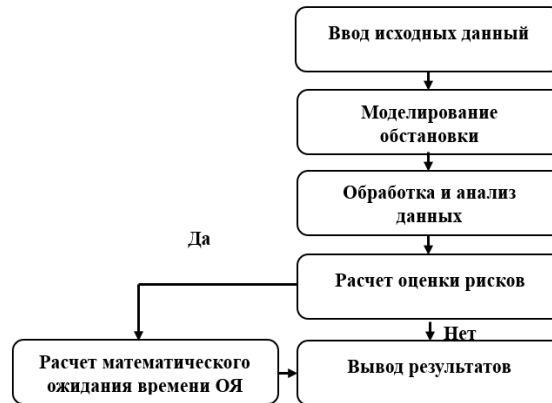 Ввод исходных данный
Моделирование
обстановки
Обработка и анализ
данных
Да
Расчет оценки рисков
Нет
Расчет математического
ожидания времени ОЯ
Вывод результатов